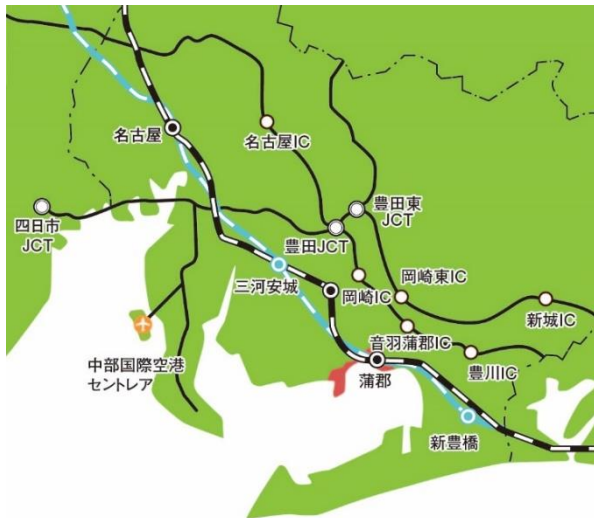 名古屋
名古屋IC
四日市
JCT
豊田東
JCT
豊田JCT
三河安城
岡崎IC
岡崎東IC
新城IC
音羽蒲郡IC
中部国際空港
セントレア
蒲郡
豊川IC
新豊橋